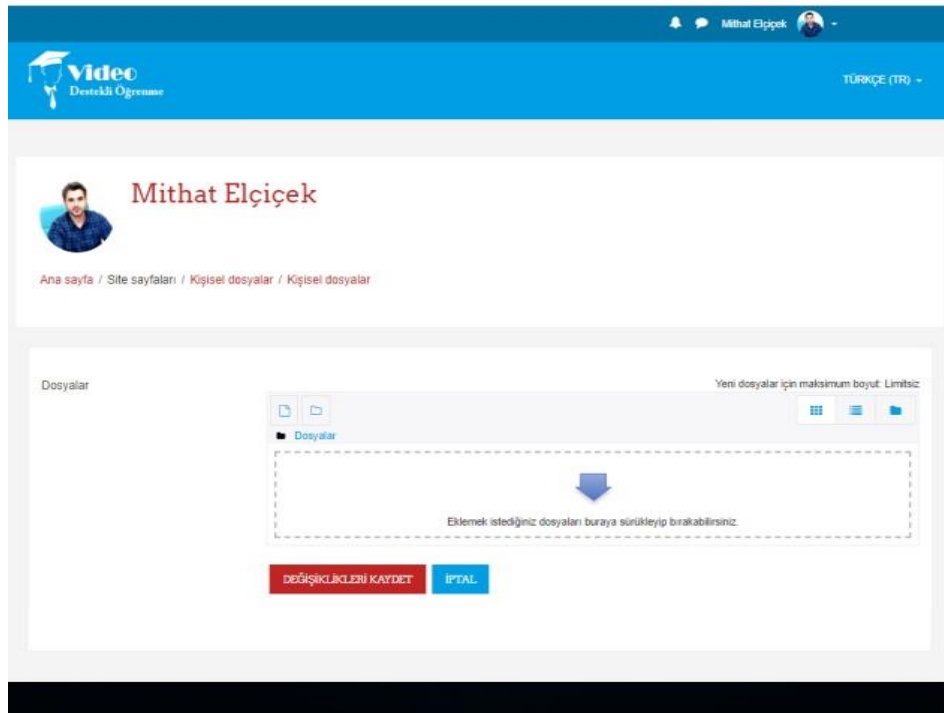 Mithat Elçiçek
Video
Destekli Öğrenme
TÜRKÇE (TR)
Mithat Elçiçek
Ana sayfa / Site sayfaları / Kişisel dosyalar / Kişisel dosyalar
Dosyalar
Yeni dosyalar için maksimum boyut: Limitsiz
Dosyalar
Eklemek istediğiniz dosyaları buraya sürükleyip bırakabilirsiniz.
DEĞİŞİKLİKLERİ KAYDET
İPTAL